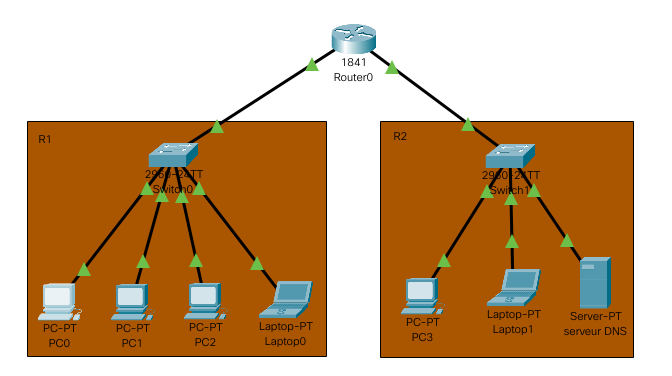 1841
Router0
R1
R2
2960-24TT
Switch0
2960-24TT
Switch1
PC-PT
PC0
PC-PT
PC1
PC-PT
PC2
Laptop-PT
Laptop0
PC-PT
PC3
Laptop-PT
Laptop1
Server-PT
serveur DNS